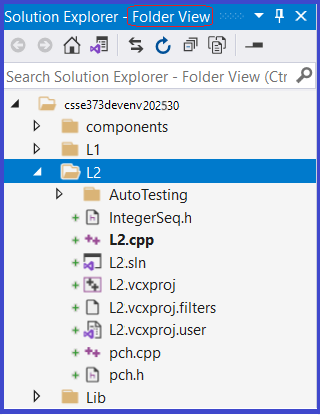 Solution Explorer - Folder View
Search Solution Explorer - Folder View (Ctr
csse373devenv202530
components
L1
L2
AutoTesting
IntegerSeq.h
L2.cpp
L2.sln
L2.vcxproj
L2.vcxproj.filters
L2.vcxproj.user
pch.cpp
pch.h
Lib